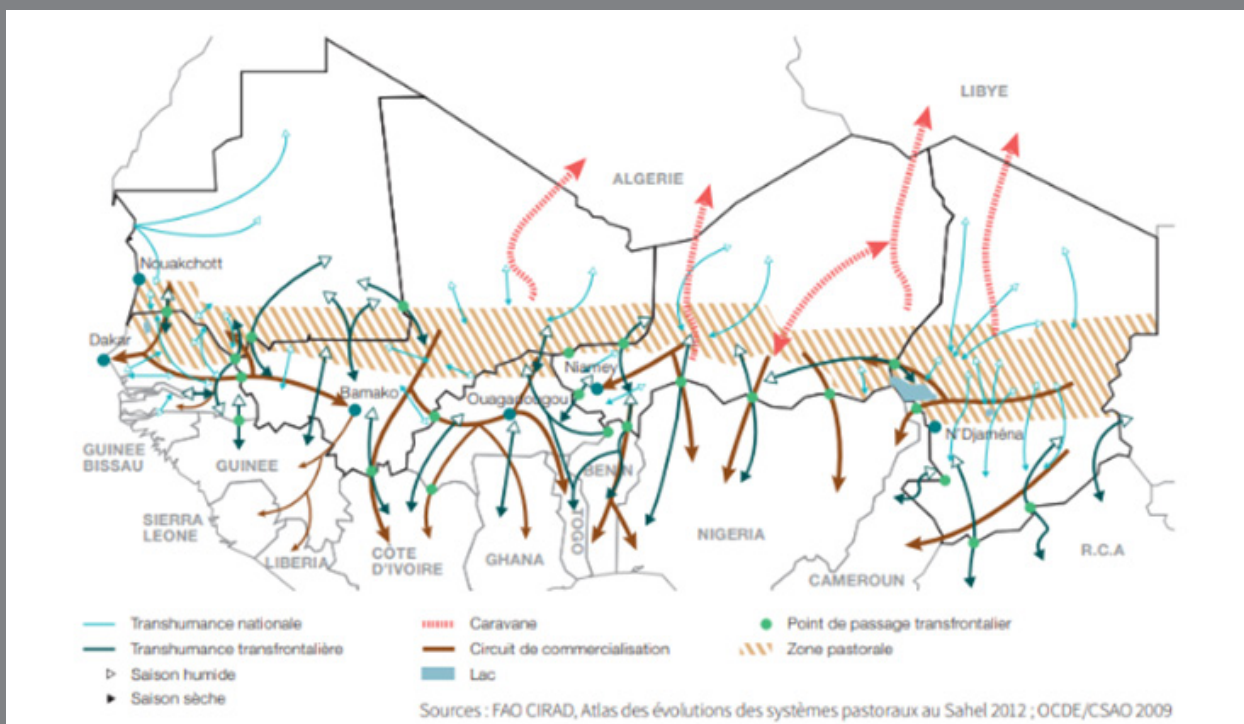 LIBYE
ALGERIE
Nouakchott
Dakar
Niamey
Bamako
Ouagadougou
N'Djaména
GUINEE
BISSAU
GUINEE
BENIN
SIERRA
LEONE
TOGO
NIGERIA
LIBERIA
CÔTE
D'IVOIRE
GHANA
R.C.A
CAMEROUN
Transhumance nationale
Transhumance transfrontalière
Saison humide
Saison sèche
Caravane
Circuit de commercialisation
Lac
Point de passage transfrontalier
Zone pastorale
Sources : FAO CIRAD, Atlas des évolutions des systèmes pastoraux au Sahel 2012 ; OCDE/CSAO 2009